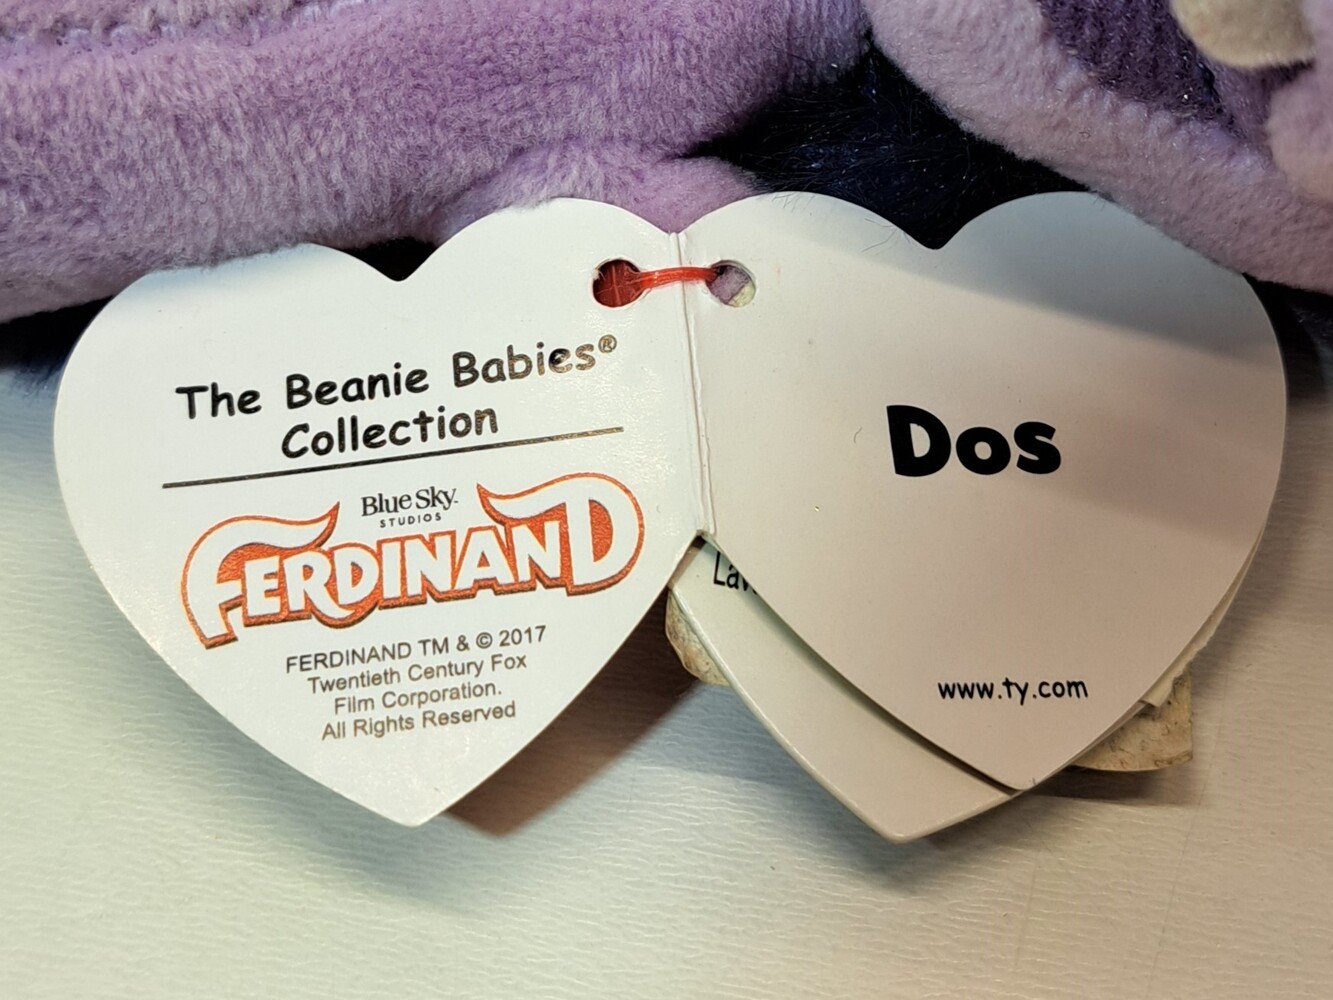 The Beanie Babies®
Collection
Blue Sky™
STUDIOS
FERDINAND
FERDINAND TM & © 2017
Twentieth Century Fox
Film Corporation.
All Rights Reserved
Dos
www.ty.com